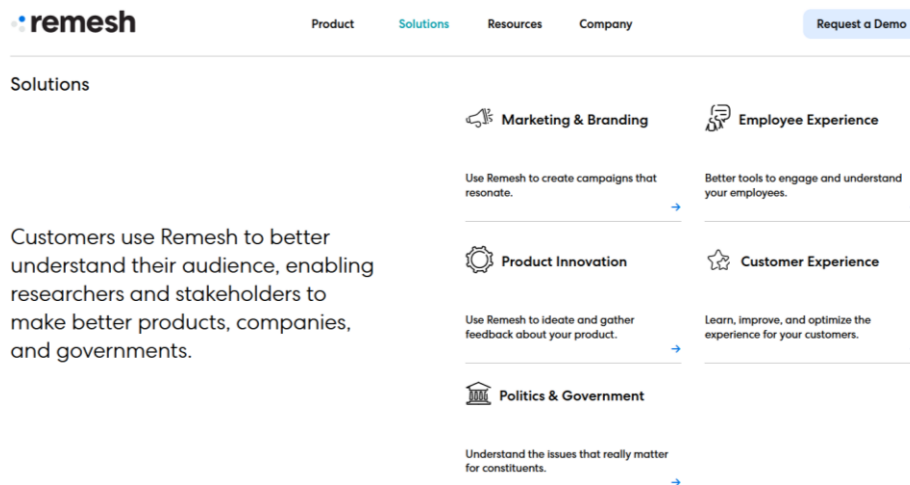 remesh
Product
Solutions
Resources
Company
Request a Demo
Solutions
Customers use Remesh to better
understand their audience, enabling
researchers and stakeholders to
make better products, companies,
and governments.
Marketing & Branding
Use Remesh to create campaigns that
resonate.
Employee Experience
Better tools to engage and understand
your employees.
Product Innovation
Use Remesh to ideate and gather
feedback about your product.
Customer Experience
Learn, improve, and optimize the
experience for your customers.
Politics & Government
Understand the issues that really matter
for constituents.